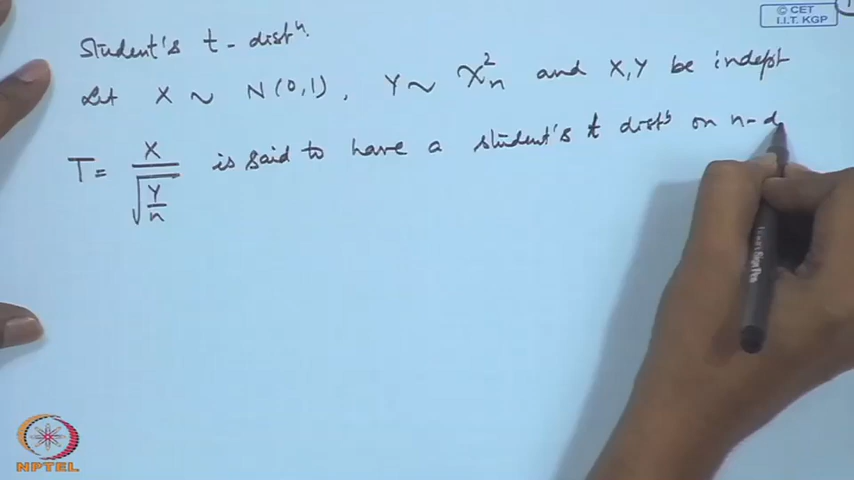 © CET
I.I.T. KGP
Student's t-distⁿ.
Let X ~ N(0,1), Y ~ χ²ₙ and X,Y be indept
T = X / √(Y/n) is said to have a student's t distⁿ on n-d
NPTEL